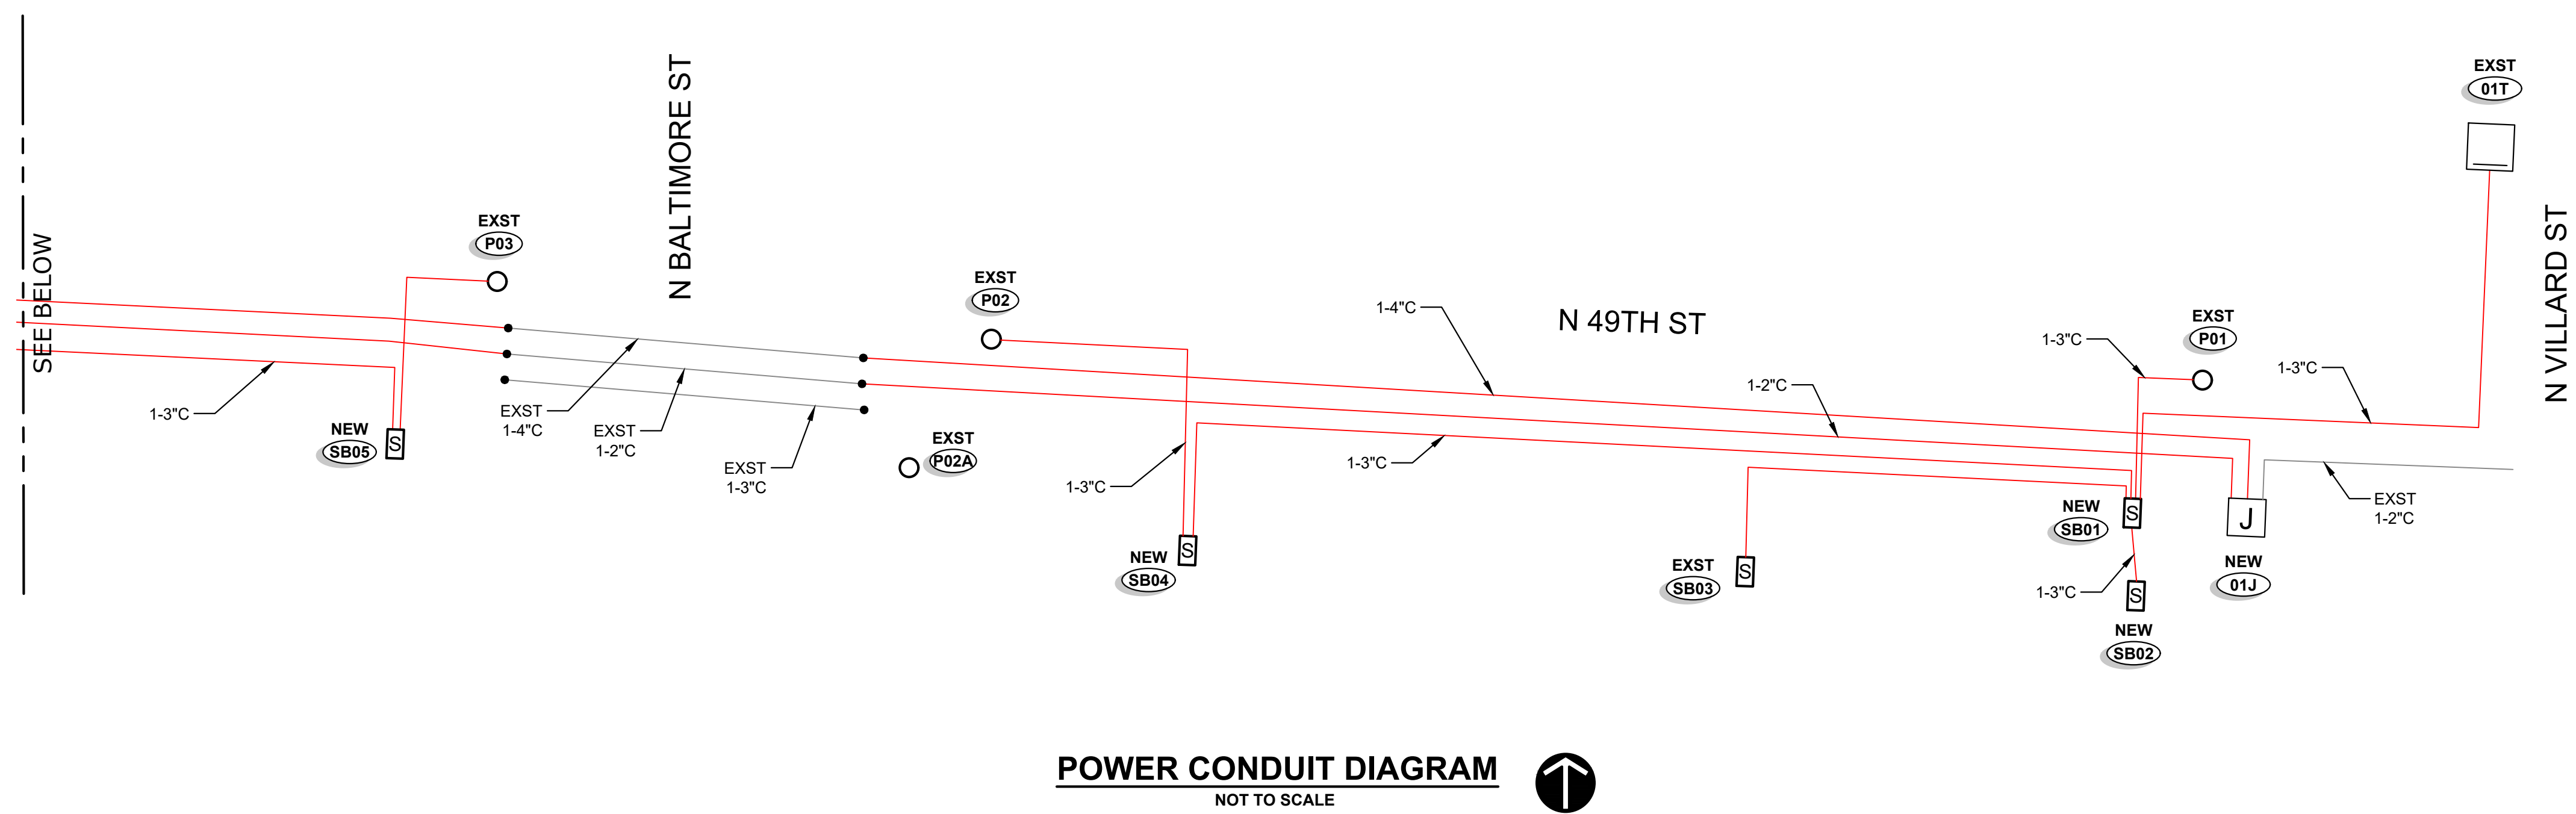 EXST
01T
N BALTIMORE ST
N VILLARD ST
SEE BELOW
EXST
P03
EXST
P02
1-4"C
N 49TH ST
EXST
P01
1-3"C
1-3"C
1-2"C
1-3"C
EXST
1-4"C
EXST
1-2"C
EXST
1-3"C
NEW
SB05
S
EXST
P02A
1-3"C
1-3"C
EXST
1-2"C
NEW
SB01
S
J
NEW
01J
NEW
SB04
S
EXST
SB03
S
1-3"C
S
NEW
SB02
POWER CONDUIT DIAGRAM
NOT TO SCALE